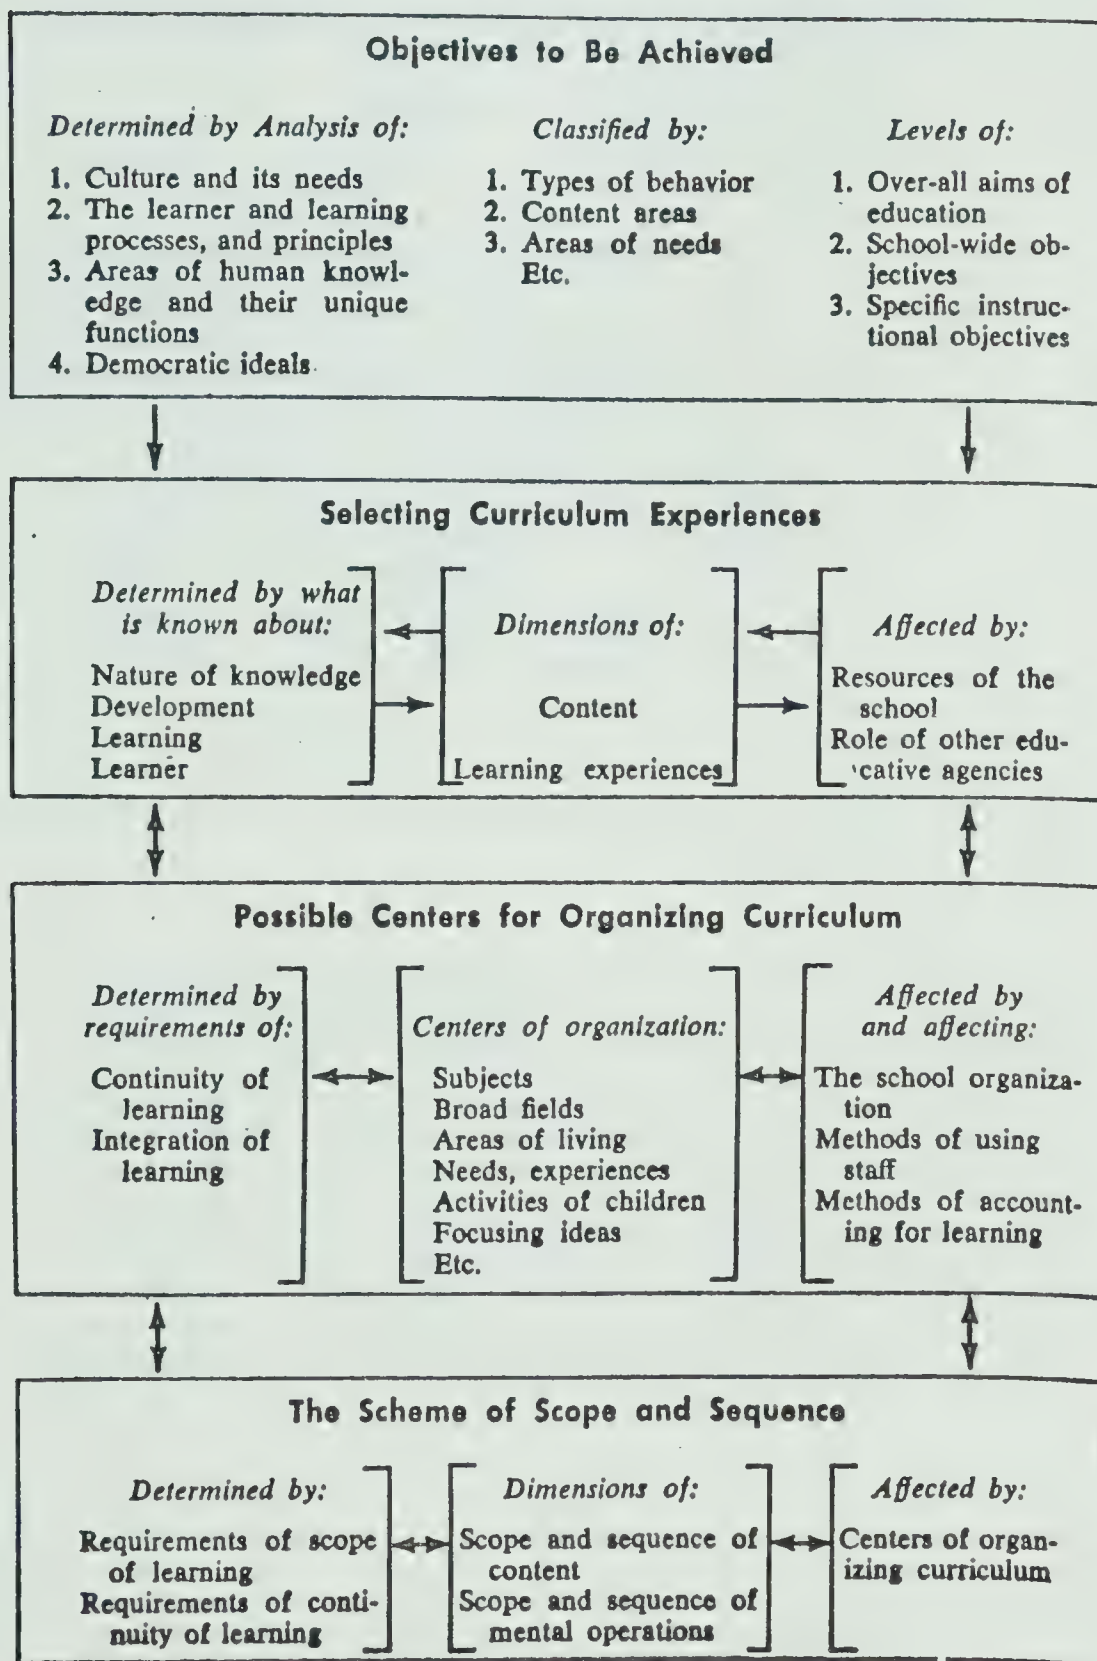 Objectives to Be Achieved
Determined by Analysis of:
1. Culture and its needs
2. The learner and learning
processes, and principles
3. Areas of human knowl-
edge and their unique
functions
4. Democratic ideals
Classified by:
1. Types of behavior
2. Content areas
3. Areas of needs
Etc.
Levels of:
1. Over-all aims of
education
2. School-wide ob-
jectives
3. Specific instruc-
tional objectives
Selecting Curriculum Experiences
Determined by what
is known about:
Nature of knowledge
Development
Learning
Learner
Dimensions of:
Content
Learning experiences
Affected by:
Resources of the
school
Role of other edu-
cative agencies
Possible Centers for Organizing Curriculum
Determined by
requirements of:
Continuity of
learning
Integration of
learning
Centers of organization:
Subjects
Broad fields
Areas of living
Needs, experiences
Activities of children
Focusing ideas
Etc.
Affected by
and affecting:
The school organiza-
tion
Methods of using
staff
Methods of account-
ing for learning
The Scheme of Scope and Sequence
Determined by:
Requirements of scope
of learning
Requirements of conti-
nuity of learning
Dimensions of:
Scope and sequence of
content
Scope and sequence of
mental operations
Affected by:
Centers of organ-
izing curriculum